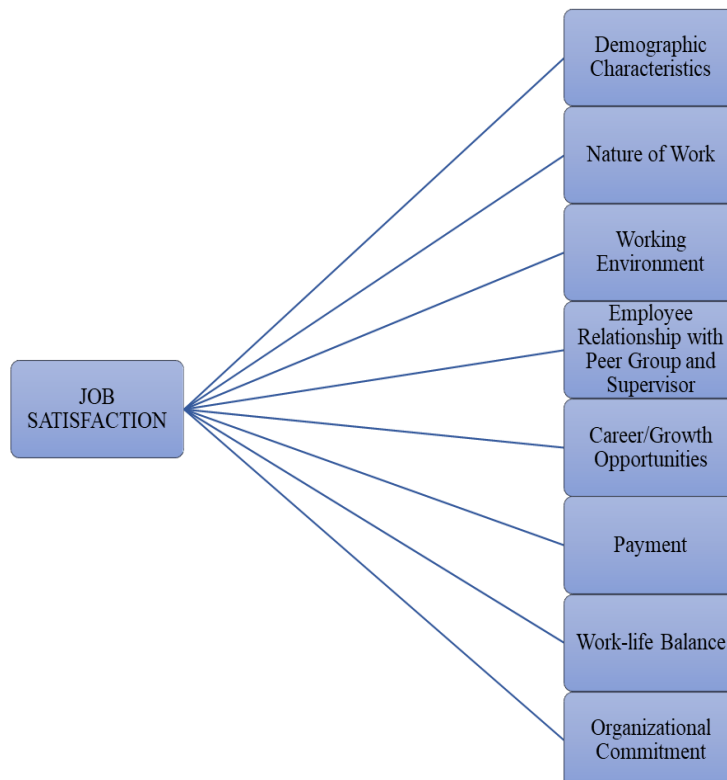 Demographic
Characteristics
Nature of Work
Working
Environment
Employee
Relationship with
Peer Group and
Supervisor
JOB
SATISFACTION
Career/Growth
Opportunities
Payment
Work-life Balance
Organizational
Commitment